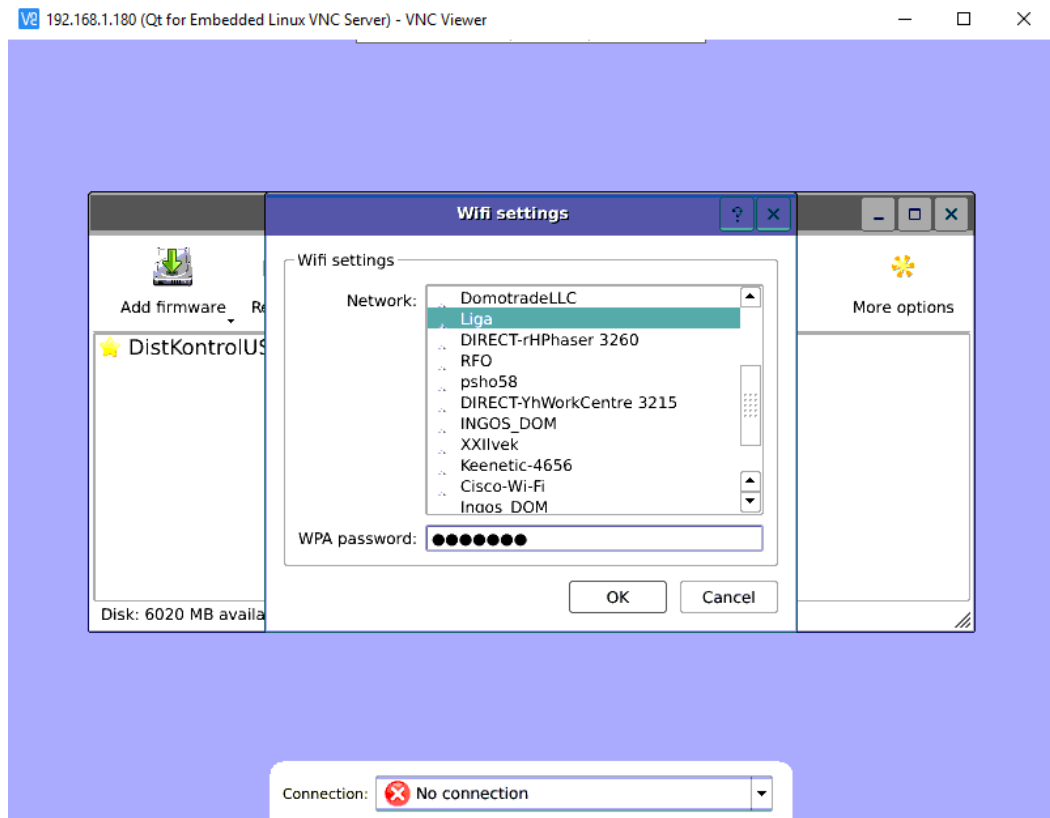 192.168.1.180 (Qt for Embedded Linux VNC Server) - VNC Viewer
Wifi settings
Add firmware
More options
DistKontrolUS
Disk: 6020 MB availa
Wifi settings
Network:
DomotradeLLC
Liga
DIRECT-rHPhaser 3260
RFO
psho58
DIRECT-YhWorkCentre 3215
INGOS_DOM
XXIlvek
Keenetic-4656
Cisco-Wi-Fi
Ingos_DOM
WPA password:
OK Cancel
Connection: No connection